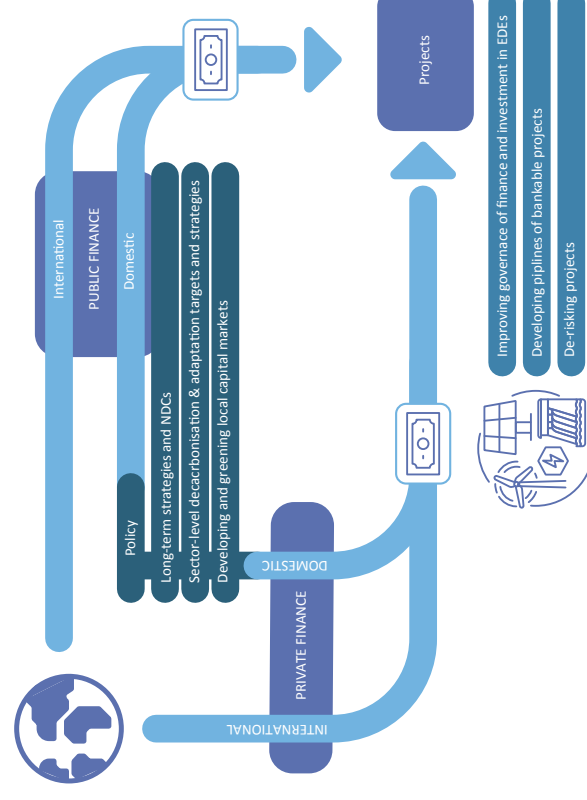 International
PUBLIC FINANCE
Domestic
Policy
Long-term strategies and NDCs
Sector-level decacrbonisation & adaptation targets and strategies
Developing and greening local capital markets
DOMESTIC
PRIVATE FINANCE
INTERNATIONAL
Projects
Improving governace of finance and investment in EDEs
Developing piplines of bankable projects
De-risking projects